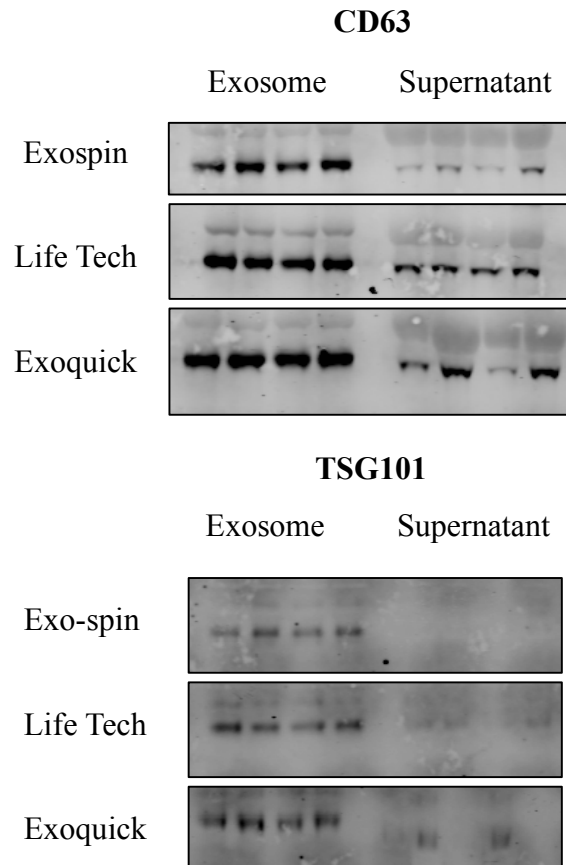 CD63
Exosome Supernatant
Exospin
Life Tech
Exoquick
TSG101
Exosome Supernatant
Exo-spin
Life Tech
Exoquick